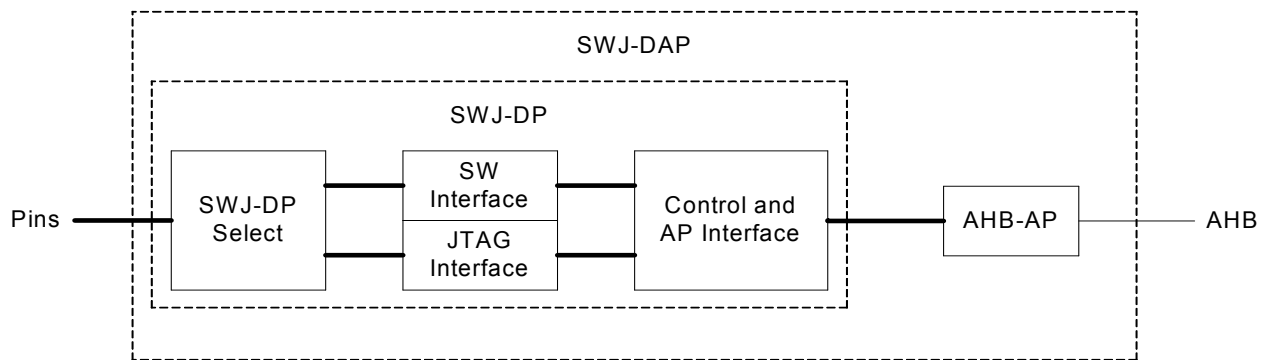 SWJ-DAP
SWJ-DP
Pins
SWJ-DP
Select
SW
Interface
JTAG
Interface
Control and
AP Interface
AHB-AP
AHB